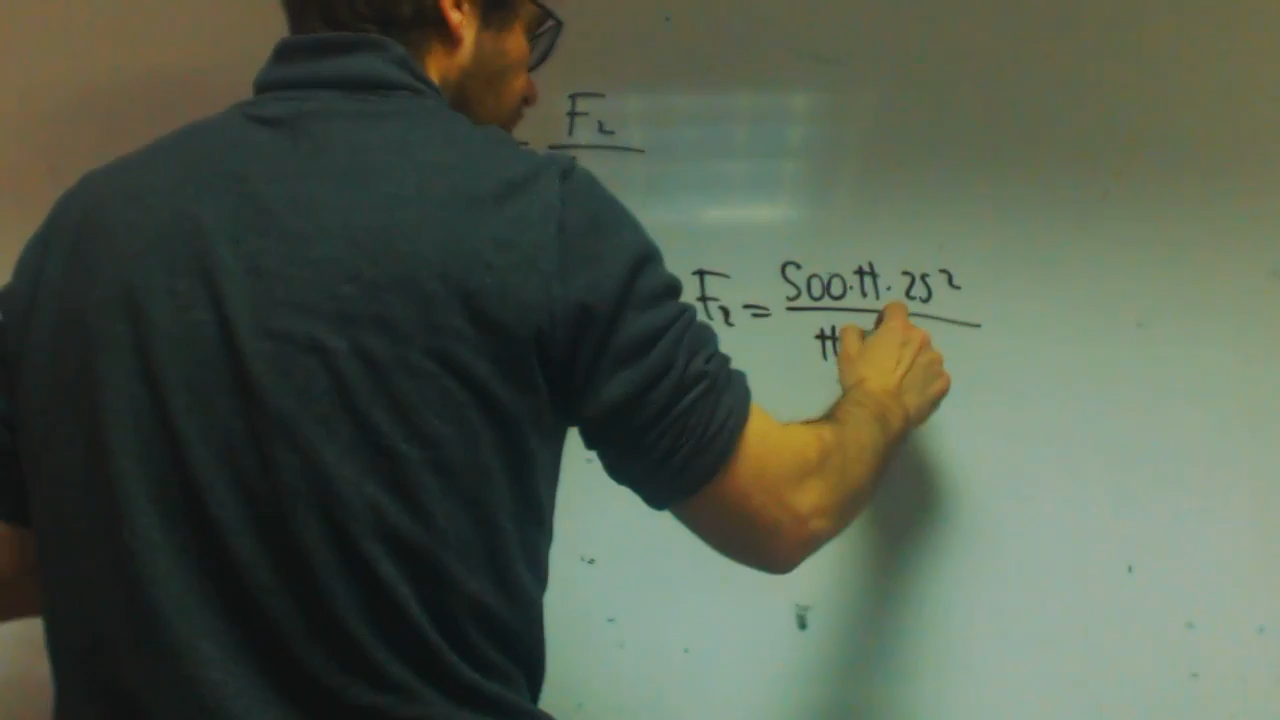 = F₂
F₂ = 500·π·25²
π